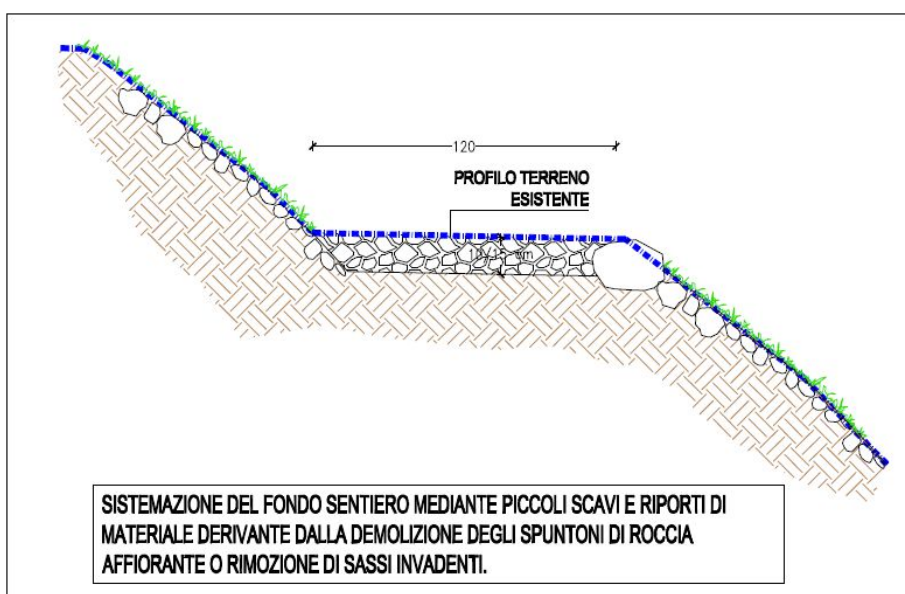 120
PROFILO TERRENO
ESISTENTE
SISTEMAZIONE DEL FONDO SENTIERO MEDIANTE PICCOLI SCAVI E RIPORTI DI
MATERIALE DERIVANTE DALLA DEMOLIZIONE DEGLI SPUNTONI DI ROCCIA
AFFIORANTE O RIMOZIONE DI SASSI INVADENTI.